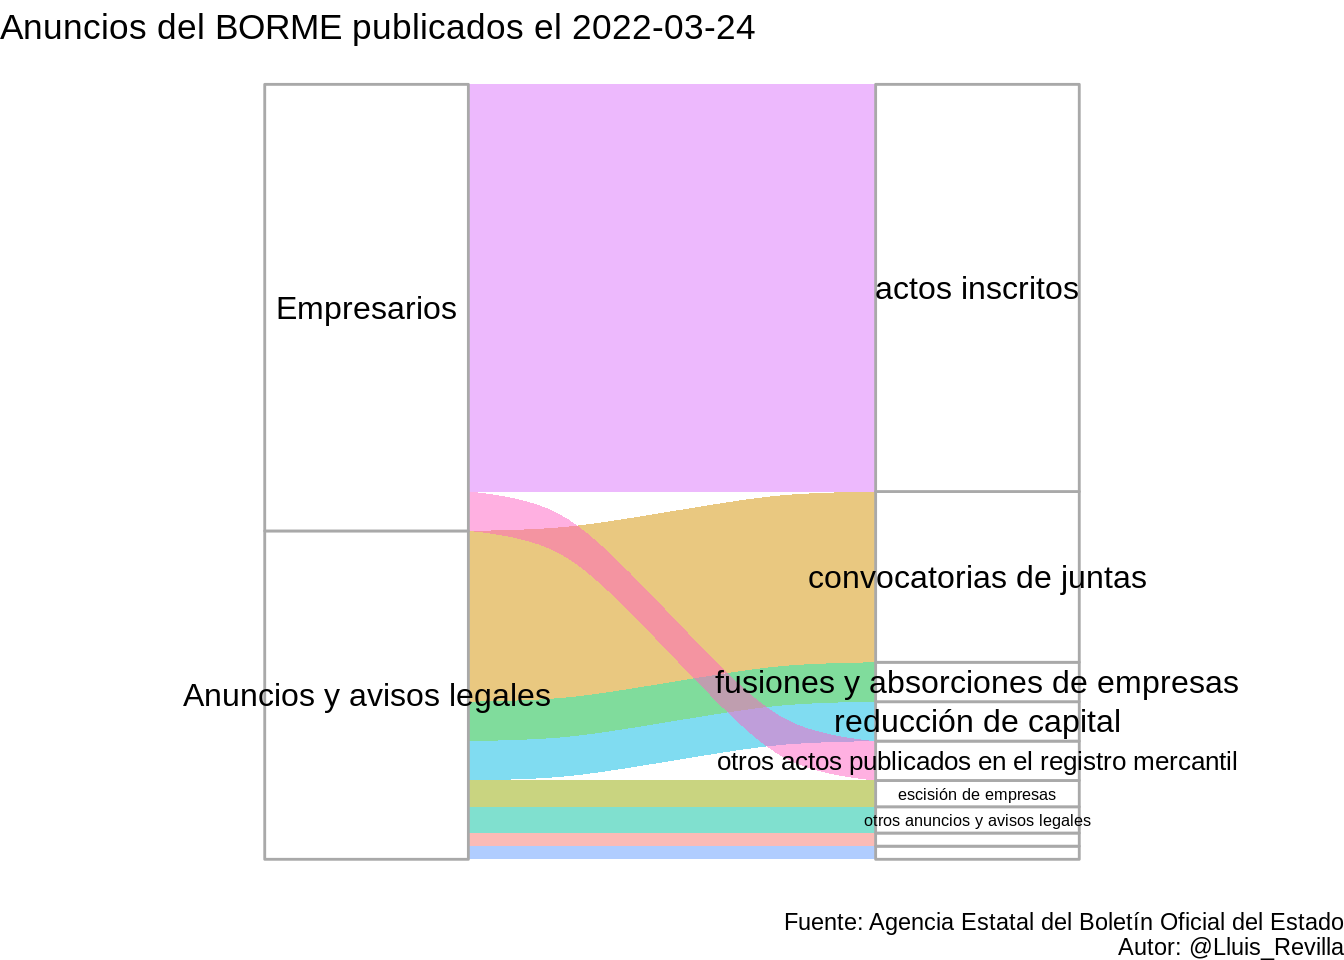 Anuncios del BORME publicados el 2022-03-24
Empresarios
actos inscritos
convocatorias de juntas
Anuncios y avisos legales
fusiones y absorciones de empresas
reducción de capital
otros actos publicados en el registro mercantil
escisión de empresas
otros anuncios y avisos legales
Fuente: Agencia Estatal del Boletín Oficial del Estado
Autor: @Lluis_Revilla